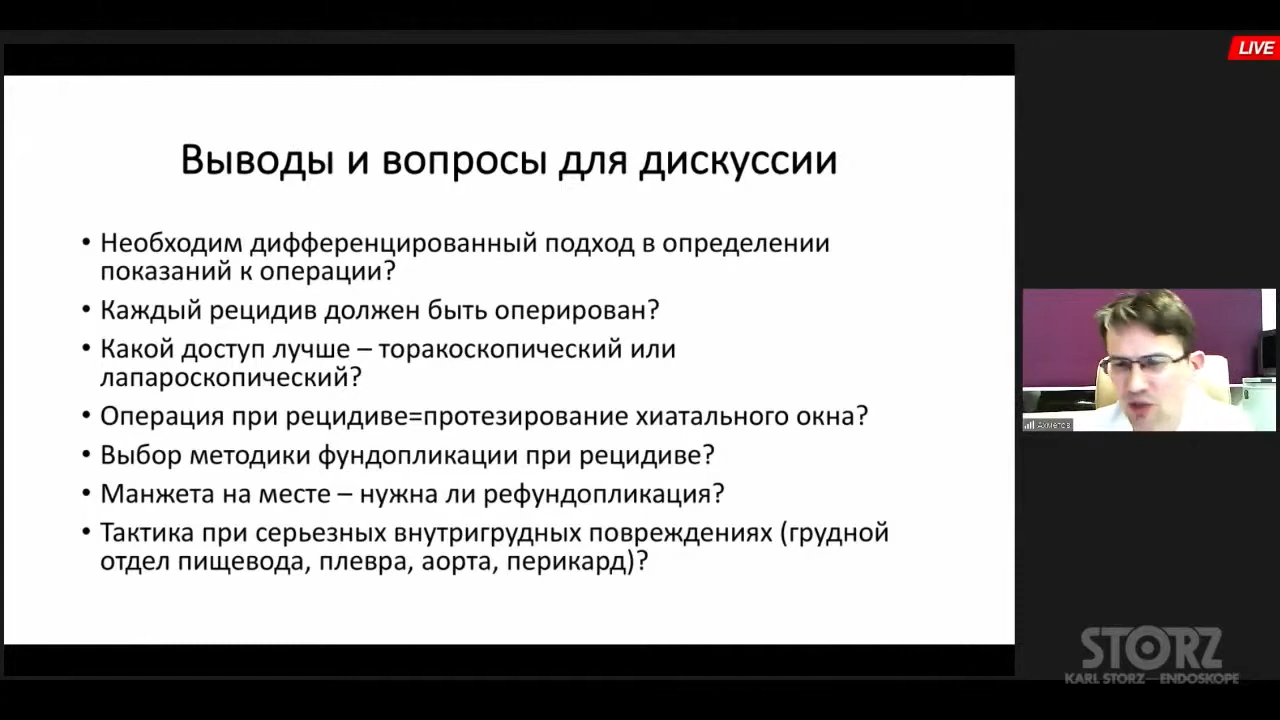 LIVE
Выводы и вопросы для дискуссии
• Необходим дифференцированный подход в определении
показаний к операции?
• Каждый рецидив должен быть оперирован?
• Какой доступ лучше – торакоскопический или
лапароскопический?
• Операция при рецидиве=протезирование хиатального окна?
• Выбор методики фундопликации при рецидиве?
• Манжета на месте – нужна ли рефундопликация?
• Тактика при серьезных внутригрудных повреждениях (грудной
отдел пищевода, плевра, аорта, перикард)?
Ахметов
STORZ
KARL STORZ—ENDOSKOPE